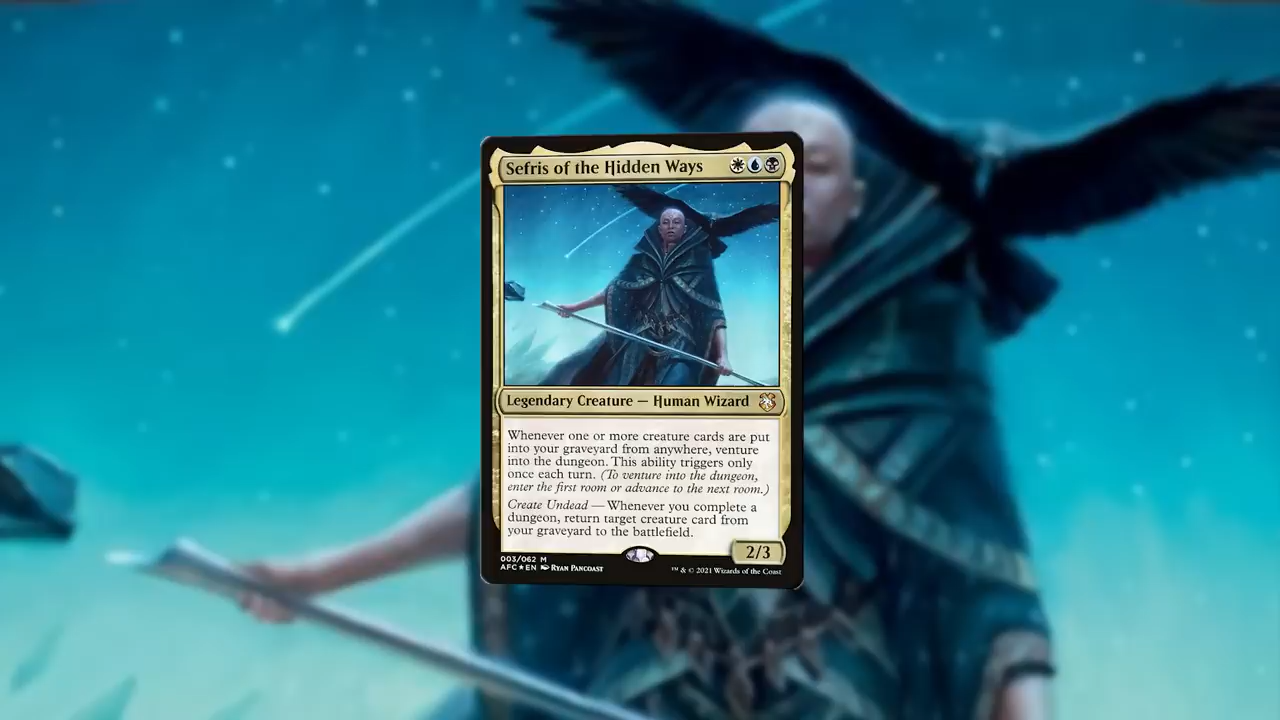 Sefris of the Hidden Ways
Legendary Creature — Human Wizard
Whenever one or more creature cards are put
into your graveyard from anywhere, venture
into the dungeon. This ability triggers only
once each turn. (To venture into the dungeon,
enter the first room or advance to the next room.)
Create Undead — Whenever you complete a
dungeon, return target creature card from
your graveyard to the battlefield.
2/3
003/062 M
AFC★EN Ryan Pancoast
™ & © 2021 Wizards of the Coast